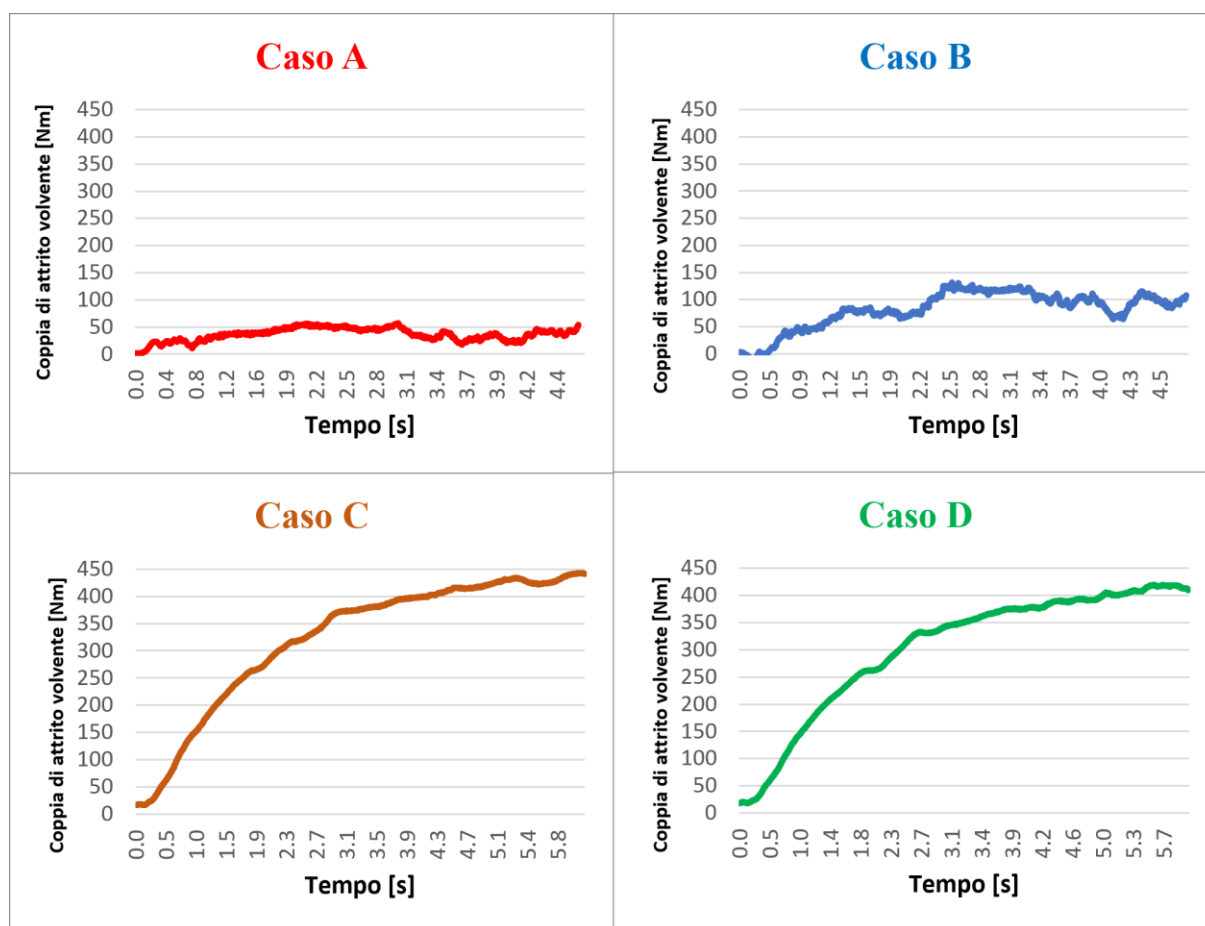 Caso A
Coppia di attrito volvente [Nm]
450
400
350
300
250
200
150
100
50
0
0.0 0.4 0.8 1.2 1.6 1.9 2.1 2.5 2.8 3.1 3.4 3.7 3.9 4.2 4.4
Tempo [s]
Caso B
Coppia di attrito volvente [Nm]
450
400
350
300
250
200
150
100
50
0
0.0 0.5 0.9 1.2 1.5 1.9 2.2 2.5 2.8 3.1 3.4 3.7 4.0 4.3 4.5
Tempo [s]
Caso C
Coppia di attrito volvente [Nm]
450
400
350
300
250
200
150
100
50
0
0.0 0.5 1.0 1.5 1.9 2.3 2.7 3.1 3.5 3.9 4.3 4.7 5.1 5.4 5.8
Tempo [s]
Caso D
Coppia di attrito volvente [Nm]
450
400
350
300
250
200
150
100
50
0
0.0 0.5 1.0 1.4 1.8 2.3 2.7 3.1 3.5 3.9 4.2 4.6 5.0 5.3 5.7
Tempo [s]